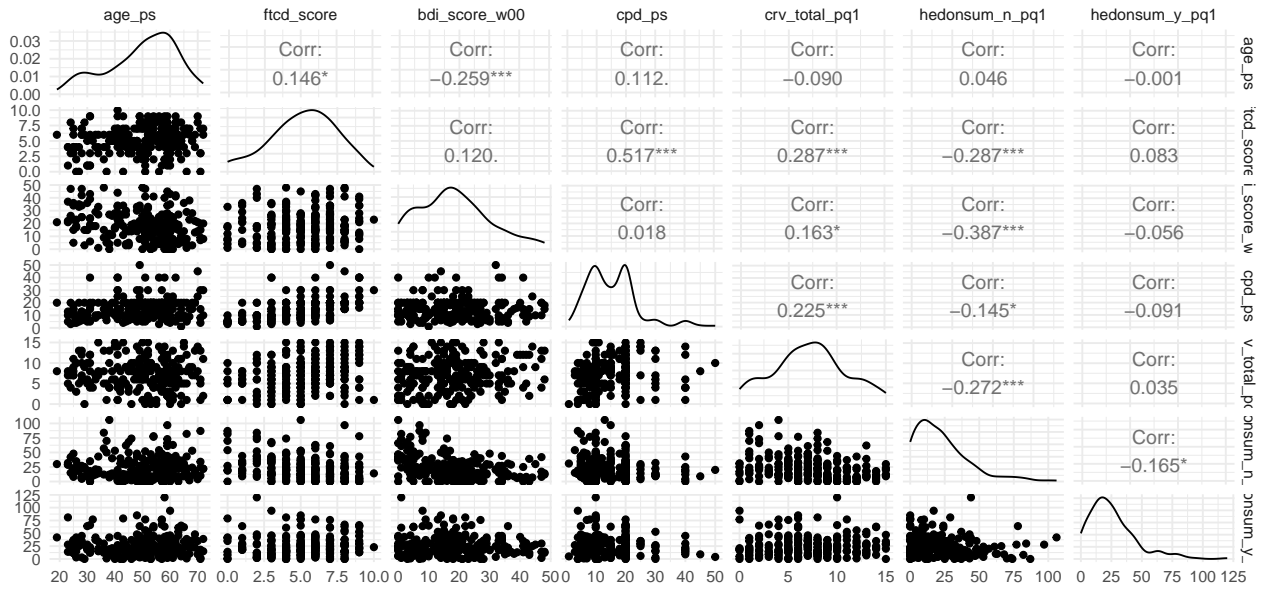 age_ps ftcd_score bdi_score_w00 cpd_ps crv_total_pq1 hedonsum_n_pq1 hedonsum_y_pq1
0.03
0.02
0.01
0.00
Corr:
0.146*
Corr:
−0.259***
Corr:
0.112.
Corr:
−0.090
Corr:
0.046
Corr:
−0.001
age_ps
10.0
7.5
5.0
2.5
0.0
Corr:
0.120.
Corr:
0.517***
Corr:
0.287***
Corr:
−0.287***
Corr:
0.083
tcd_score
50
40
30
20
10
0
Corr:
0.018
Corr:
0.163*
Corr:
−0.387***
Corr:
−0.056
i_score_w
50
40
30
20
10
0
Corr:
0.225***
Corr:
−0.145*
Corr:
−0.091
cpd_ps
15
10
5
0
Corr:
−0.272***
Corr:
0.035
v_total_p
100
75
50
25
0
Corr:
−0.165*
onsum_n_
125
100
75
50
25
0
onsum_y_
20 30 40 50 60 70 0.0 2.5 5.0 7.5 10.0 0 10 20 30 40 50 0 10 20 30 40 50 0 5 10 15 0 25 50 75 100 0 25 50 75 100 125